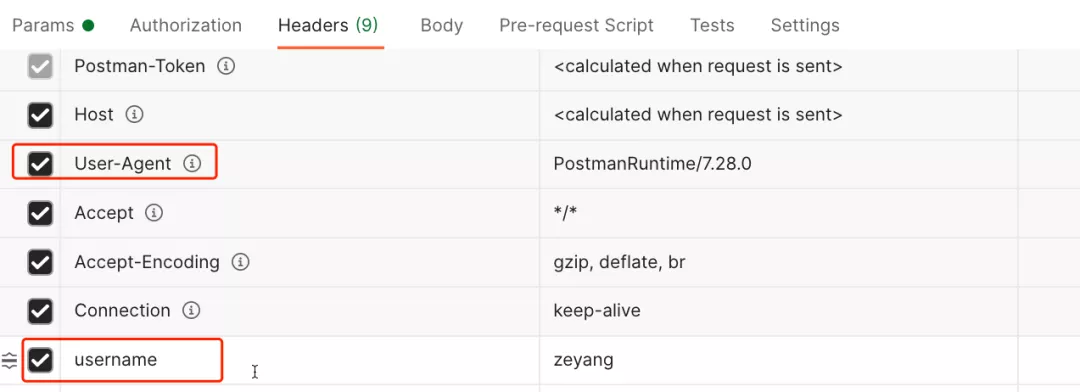 Params Authorization Headers (9) Body Pre-request Script Tests Settings
Postman-Token <calculated when request is sent>
Host <calculated when request is sent>
User-Agent PostmanRuntime/7.28.0
Accept */*
Accept-Encoding gzip, deflate, br
Connection keep-alive
username zeyang